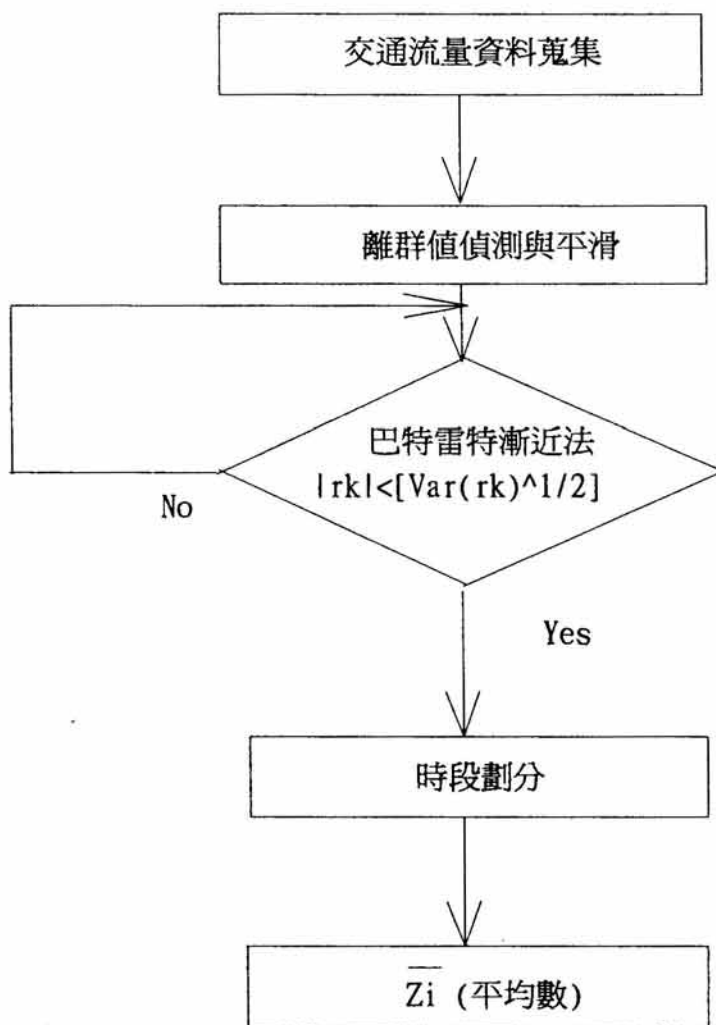 交通流量資料蒐集
離群值偵測與平滑
巴特雷特漸近法
|rk|<[Var(rk)^1/2]
No
Yes
時段劃分
Z̅i̅ (平均數)